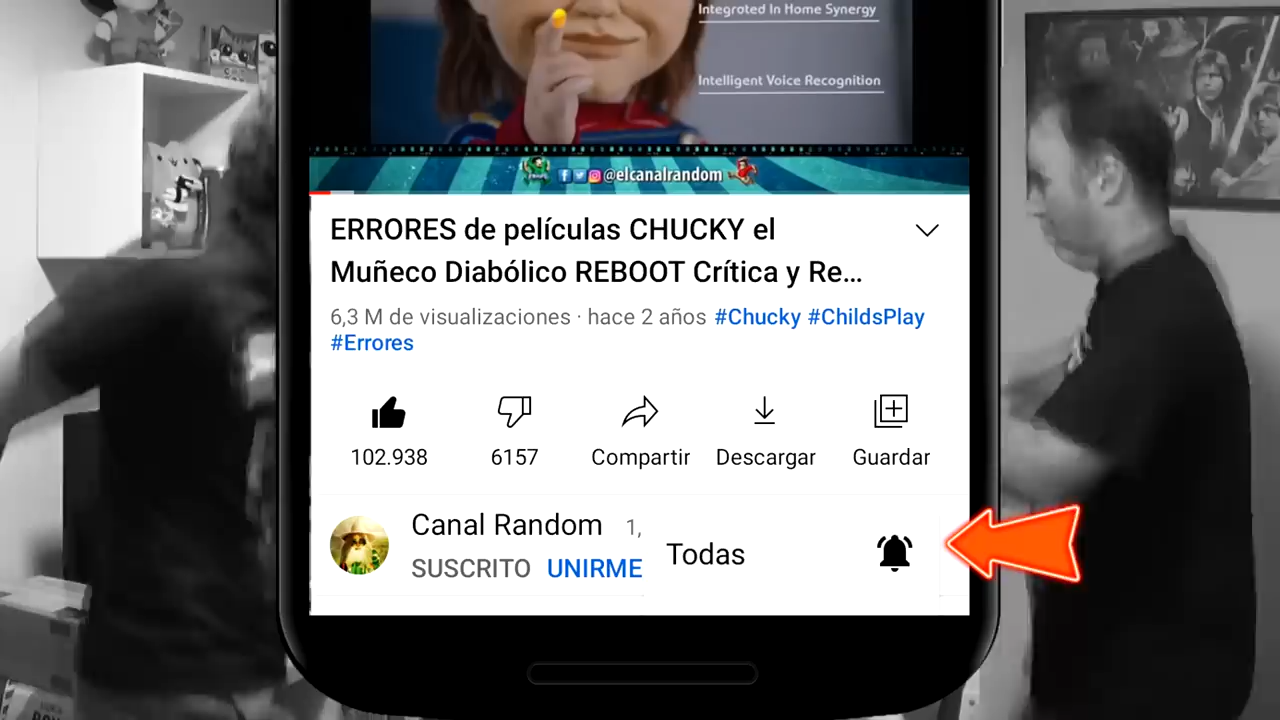 Integrated In Home Synergy
Intelligent Voice Recognition
@elcanalrandom
ERRORES de películas CHUCKY el
Muñeco Diabólico REBOOT Crítica y Re...
6,3 M de visualizaciones · hace 2 años #Chucky #ChildsPlay
#Errores
102.938
6157
Compartir
Descargar
Guardar
Canal Random 1,
SUSCRITO UNIRME
Todas